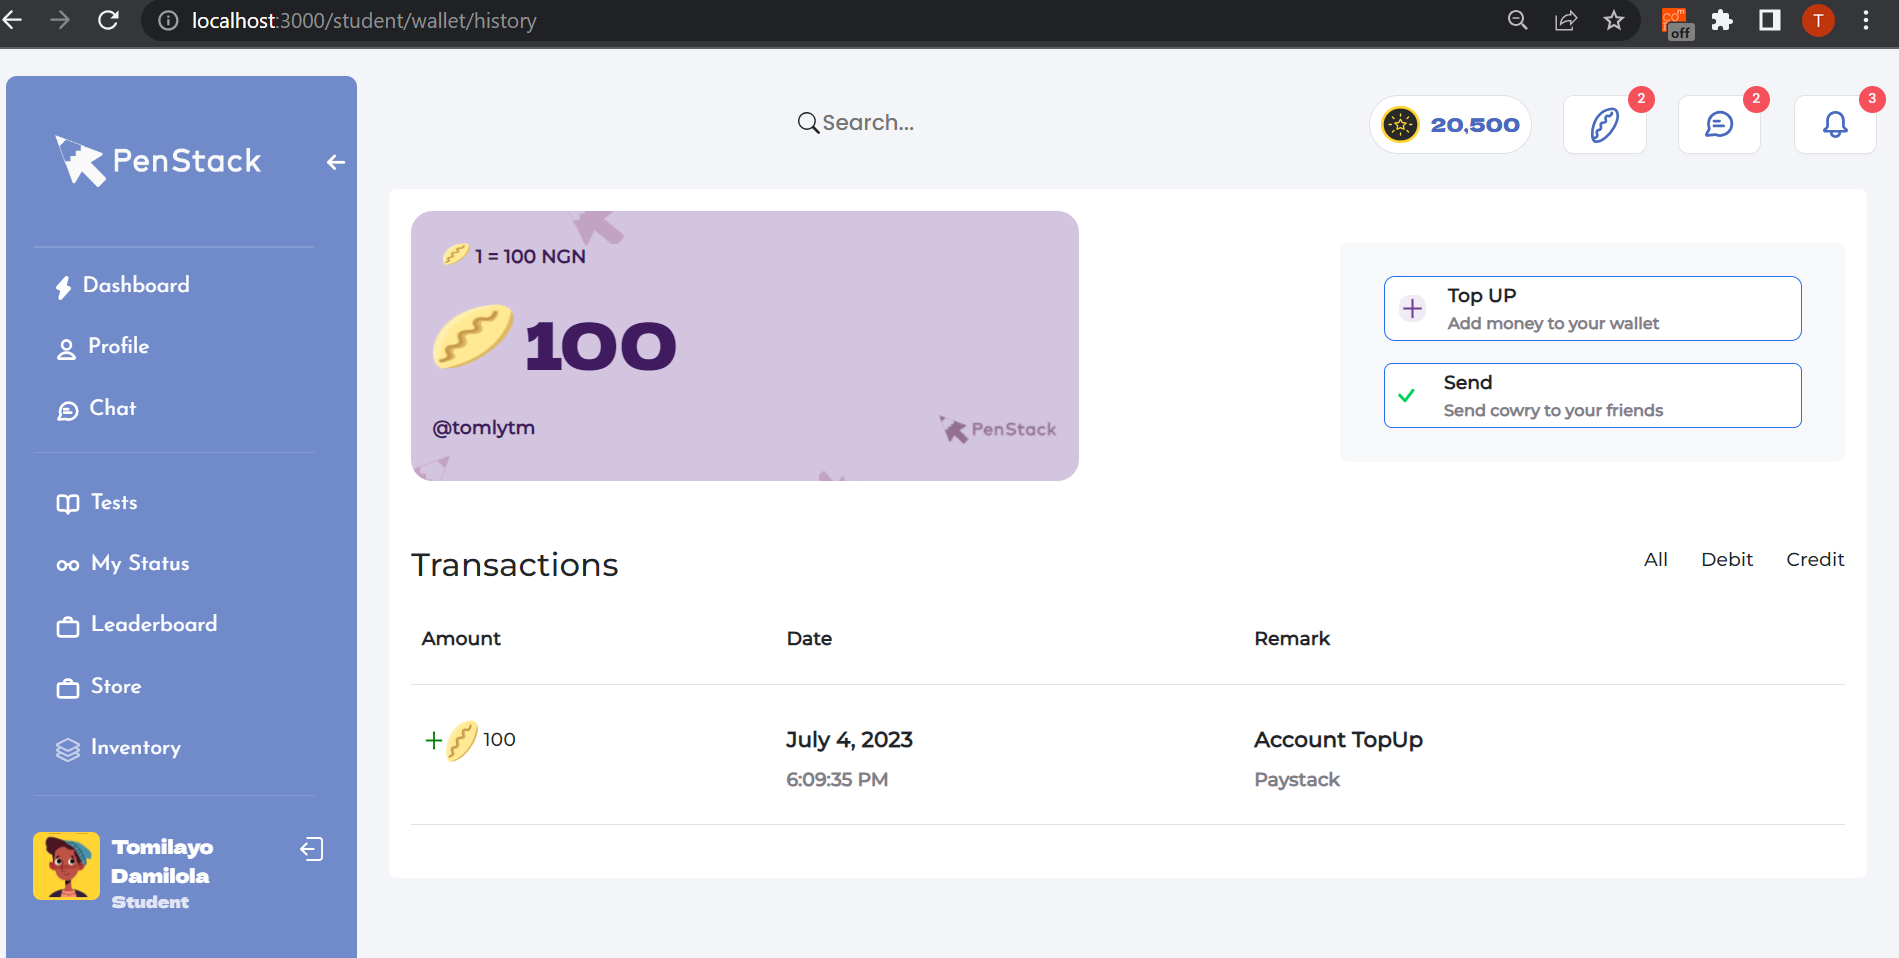 localhost:3000/student/wallet/history
off
T
PenStack
Search...
20,500
2
2
3
Dashboard
Profile
Chat
Tests
My Status
Leaderboard
Store
Inventory
Tomilayo
Damilola
Student
1 = 100 NGN
100
@tomlytm
PenStack
Top UP
Add money to your wallet
Send
Send cowry to your friends
Transactions
All Debit Credit
Amount Date Remark
+ 100 July 4, 2023 Account TopUp
6:09:35 PM Paystack